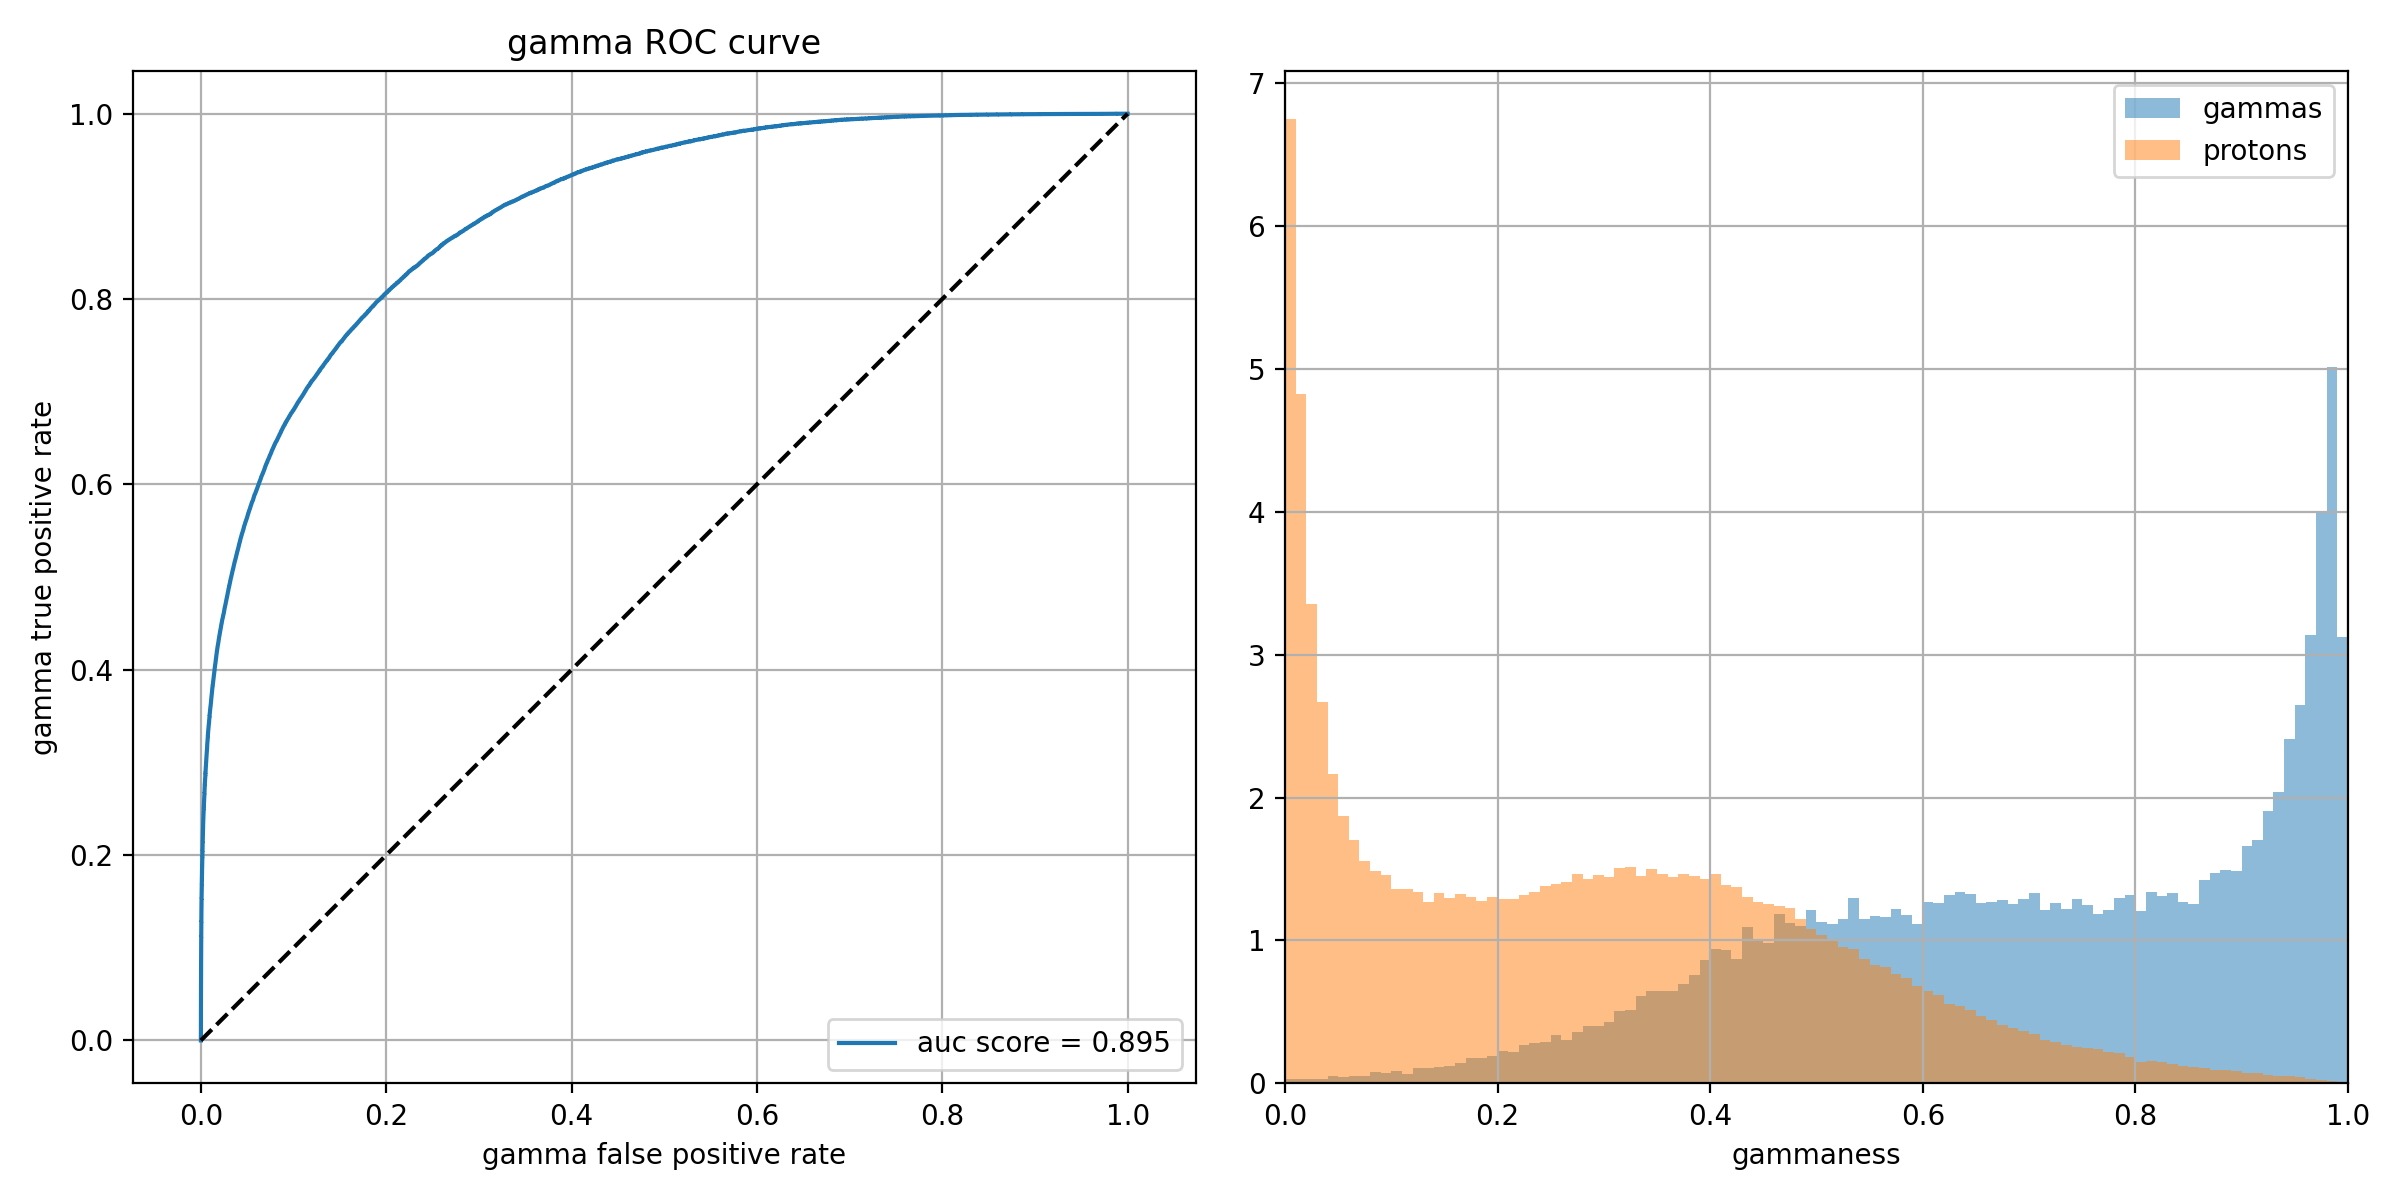 gamma ROC curve
gamma true positive rate
1.0
0.8
0.6
0.4
0.2
0.0
auc score = 0.895
0.0 0.2 0.4 0.6 0.8 1.0
gamma false positive rate
gammas
protons
7
6
5
4
3
2
1
0
0.0 0.2 0.4 0.6 0.8 1.0
gammaness